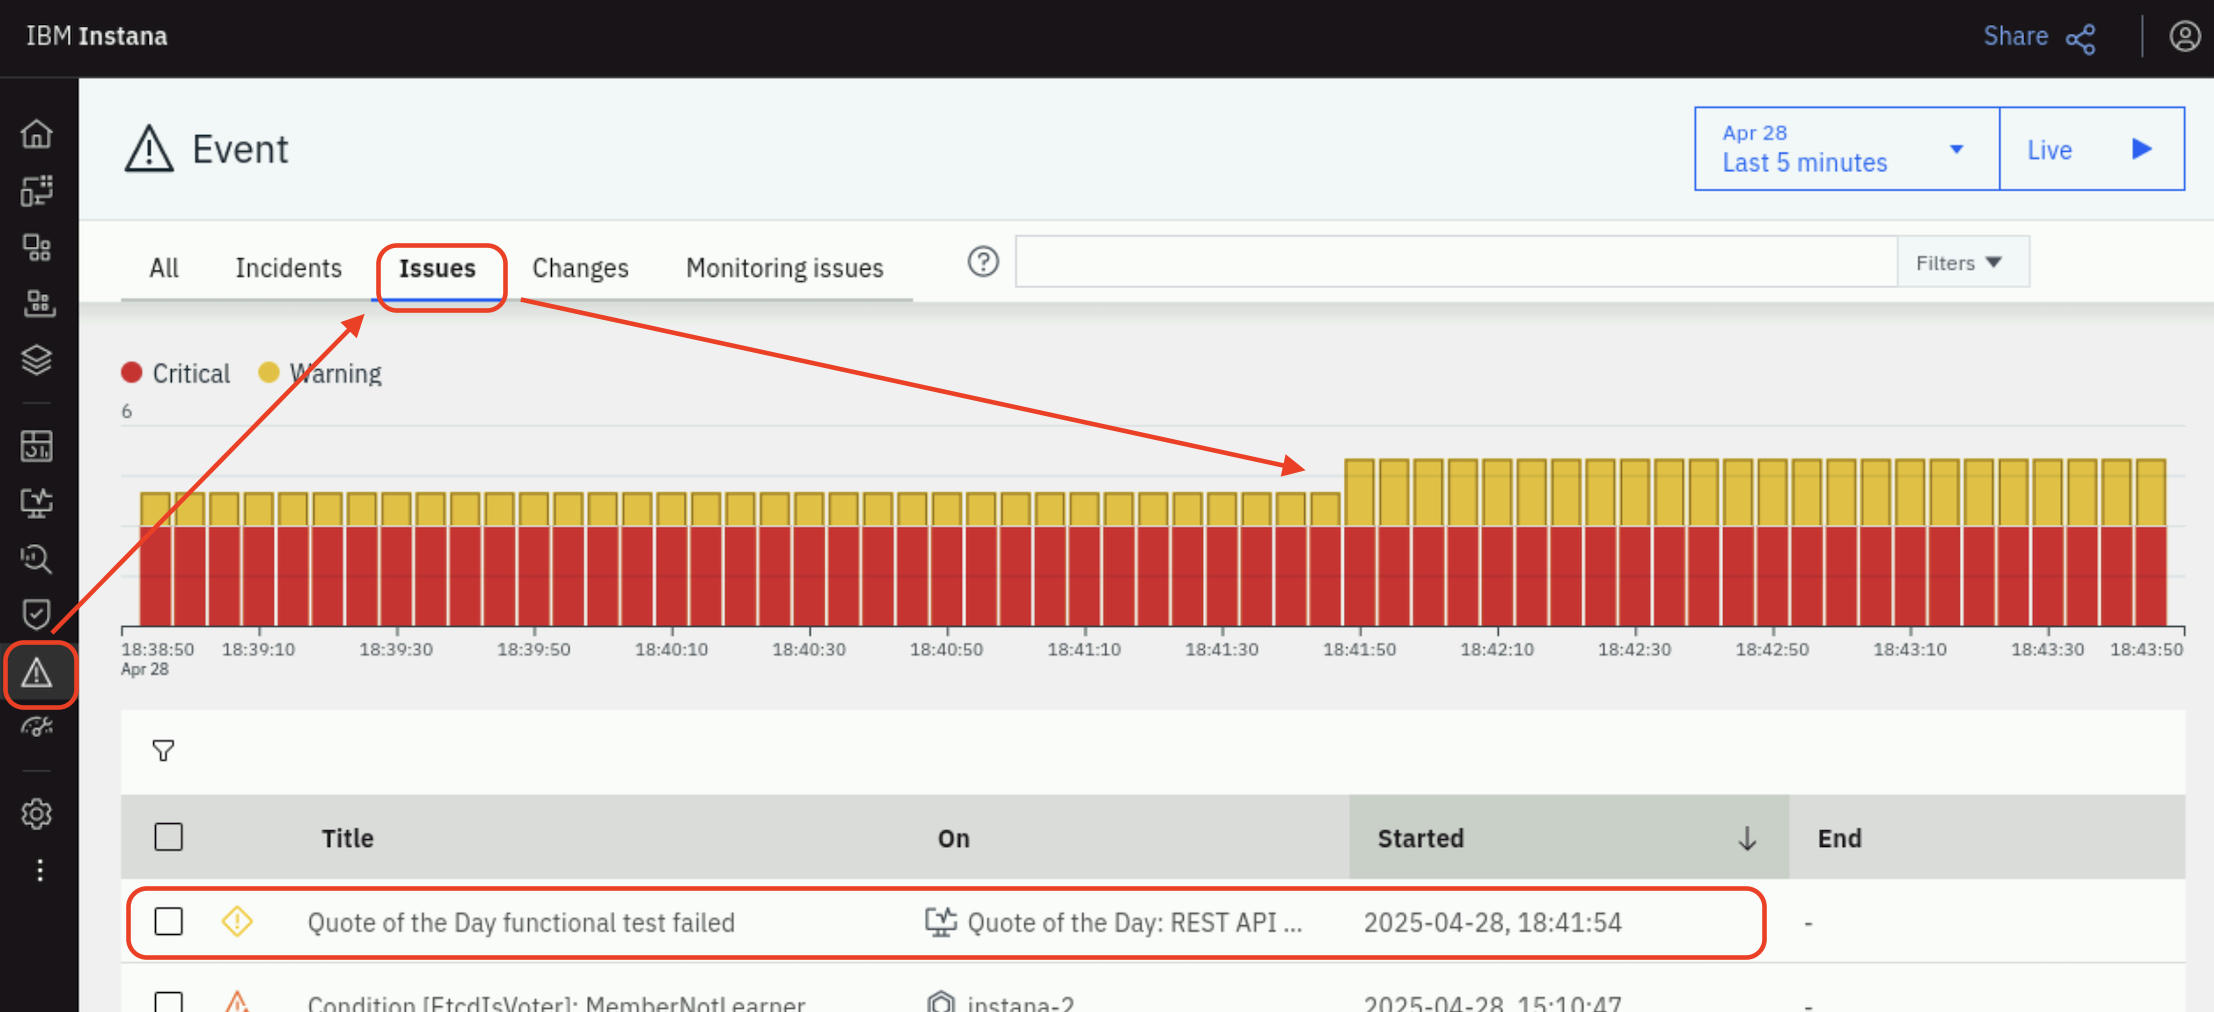 IBM Instana
Share
Event
Apr 28
Last 5 minutes
Live
All Incidents Issues Changes Monitoring issues
Filters
Critical Warning
6
18:38:50 18:39:10 18:39:30 18:39:50 18:40:10 18:40:30 18:40:50 18:41:10 18:41:30 18:41:50 18:42:10 18:42:30 18:42:50 18:43:10 18:43:30 18:43:50
Apr 28
Title On Started End
Quote of the Day functional test failed Quote of the Day: REST API ... 2025-04-28, 18:41:54 -
Condition [EtcdIsVoter]: MemberNotLearner instana-2 2025-04-28, 15:10:47 -